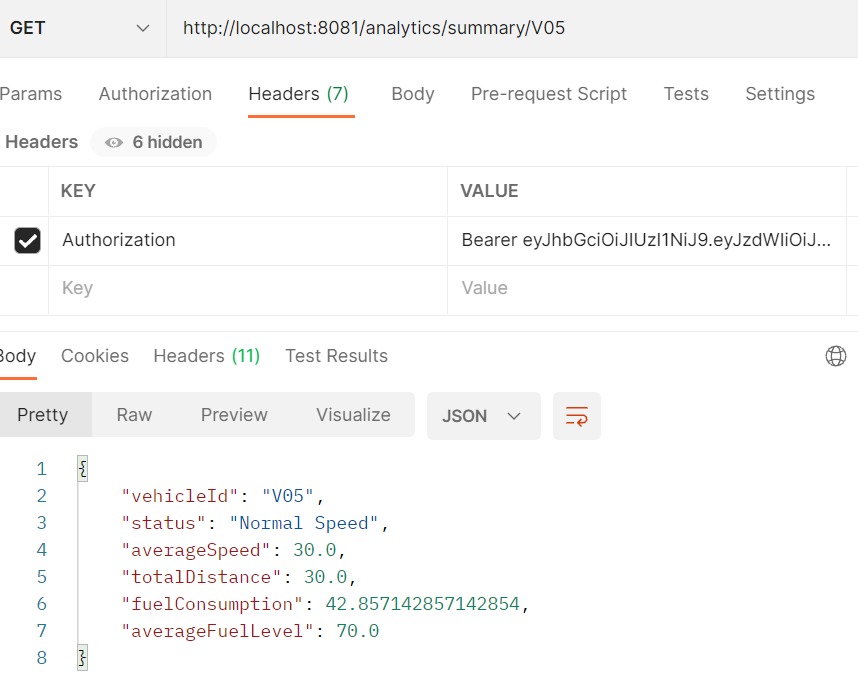 GET http://localhost:8081/analytics/summary/V05
Params Authorization Headers (7) Body Pre-request Script Tests Settings
Headers 6 hidden
KEY VALUE
Authorization Bearer eyJhbGciOiJIUzI1NiJ9.eyJzdWIiOiJ...
Key Value
Body Cookies Headers (11) Test Results
Pretty Raw Preview Visualize JSON
1 {
2 "vehicleId": "V05",
3 "status": "Normal Speed",
4 "averageSpeed": 30.0,
5 "totalDistance": 30.0,
6 "fuelConsumption": 42.857142857142854,
7 "averageFuelLevel": 70.0
8 }